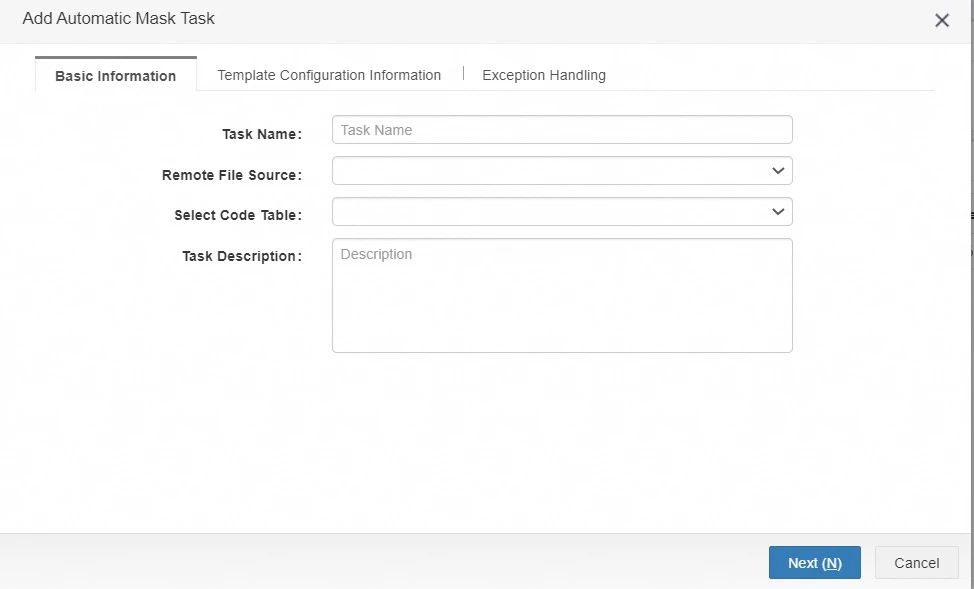 Add Automatic Mask Task
Basic Information
Template Configuration Information
Exception Handling
Task Name:
Task Name
Remote File Source:
Select Code Table:
Task Description:
Description
Next (N)
Cancel